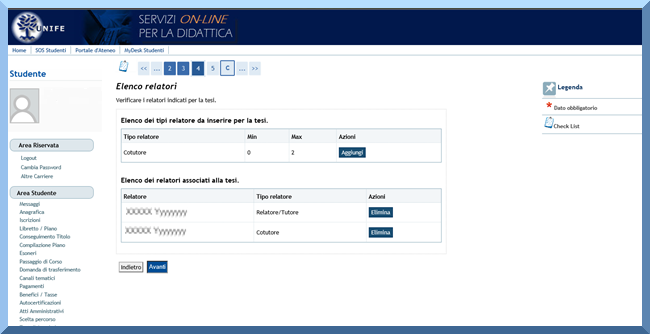 UNIFE
SERVIZI ON-LINE
PER LA DIDATTICA
Home SOS Studenti Portale d'Ateneo MyDesk Studenti
Studente
<< ... 2 3 4 5 C ... >>
Elenco relatori
Verificare i relatori indicati per la tesi.
Legenda
* Dato obbligatorio
Check List
Area Riservata
Logout
Cambia Password
Altre Carriere
Area Studente
Messaggi
Anagrafica
Iscrizioni
Libretto / Piano
Conseguimento Titolo
Compilazione Piano
Esoneri
Passaggio di Corso
Domanda di trasferimento
Canali tematici
Pagamenti
Benefici / Tasse
Autocertificazioni
Atti Amministrativi
Scelta percorso
Elenco dei tipi relatore da inserire per la tesi.
Tipo relatore Min Max Azioni
Cotutore 0 2 Aggiungi
Elenco dei relatori associati alla tesi.
Relatore Tipo relatore Azioni
XXXXX Yyyyyyyy Relatore/Tutore Elimina
XXXXX Yyyyyyyy Cotutore Elimina
Indietro Avanti